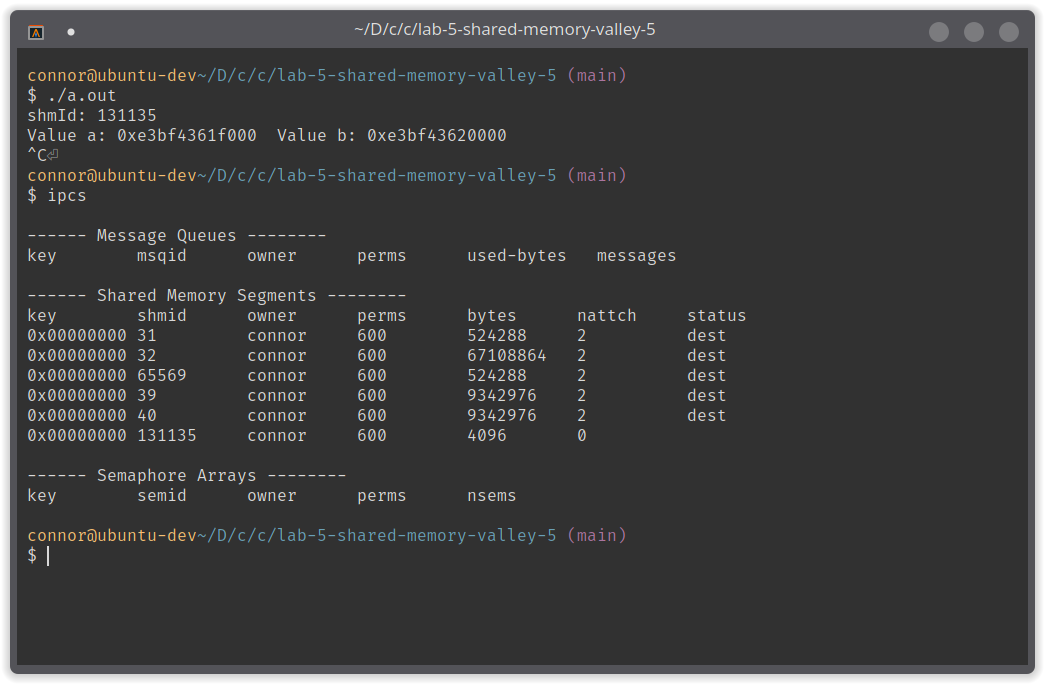 ~/D/c/c/lab-5-shared-memory-valley-5
connor@ubuntu-dev~/D/c/c/lab-5-shared-memory-valley-5 (main)
$ ./a.out
shmId: 131135
Value a: 0xe3bf4361f000  Value b: 0xe3bf43620000
^C⏎
connor@ubuntu-dev~/D/c/c/lab-5-shared-memory-valley-5 (main)
$ ipcs
------ Message Queues --------
key        msqid      owner      perms      used-bytes   messages
------ Shared Memory Segments --------
key        shmid      owner      perms      bytes      nattch     status
0x00000000 31         connor     600        524288     2          dest
0x00000000 32         connor     600        67108864   2          dest
0x00000000 65569      connor     600        524288     2          dest
0x00000000 39         connor     600        9342976    2          dest
0x00000000 40         connor     600        9342976    2          dest
0x00000000 131135     connor     600        4096       0
------ Semaphore Arrays --------
key        semid      owner      perms      nsems
connor@ubuntu-dev~/D/c/c/lab-5-shared-memory-valley-5 (main)
$